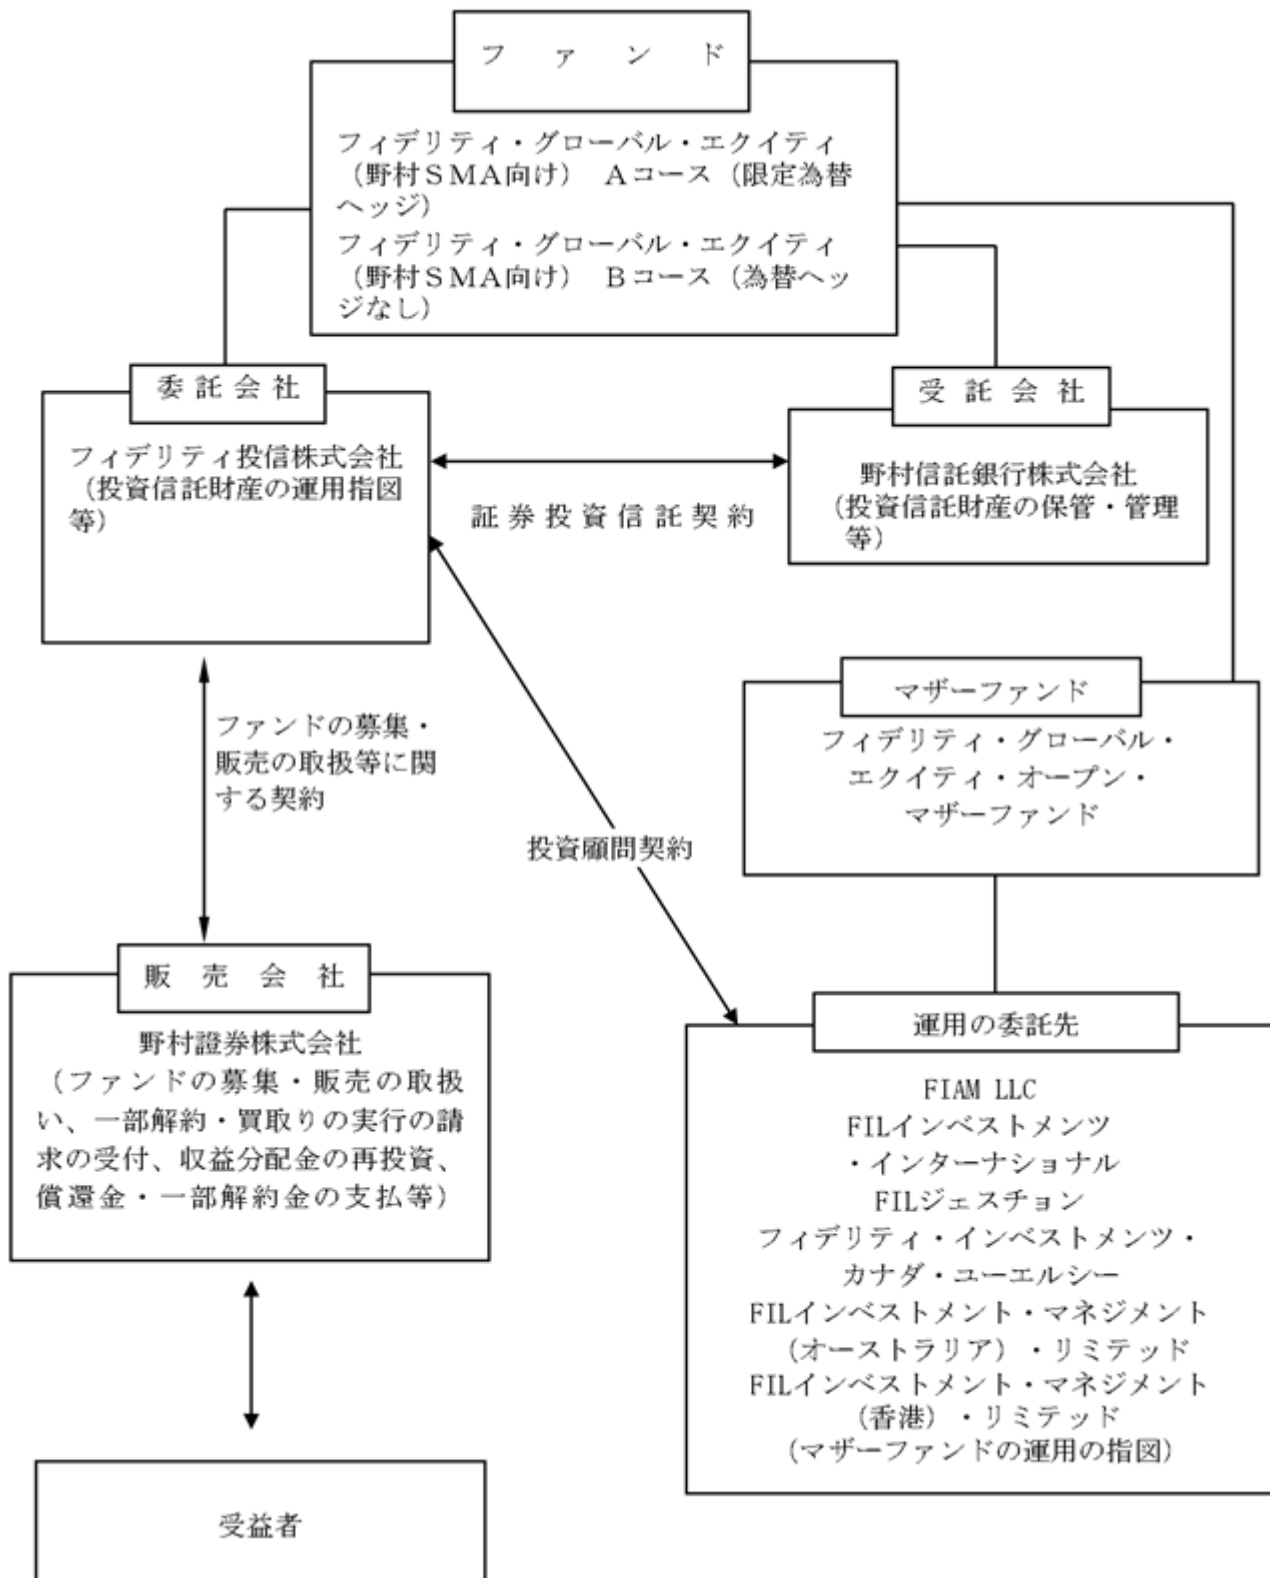 ファンド
フィデリティ・グローバル・エクイティ
（野村ＳＭＡ向け）　Ａコース（限定為替
ヘッジ）
フィデリティ・グローバル・エクイティ
（野村ＳＭＡ向け）　Ｂコース（為替ヘッ
ジなし）
委託会社
フィデリティ投信株式会社
（投資信託財産の運用指図
等）
証券投資信託契約
受託会社
野村信託銀行株式会社
（投資信託財産の保管・管理
等）
ファンドの募集・
販売の取扱等に関
する契約
投資顧問契約
マザーファンド
フィデリティ・グローバル・
エクイティ・オープン・
マザーファンド
販売会社
野村證券株式会社
（ファンドの募集・販売の取扱
い、一部解約・買取りの実行の請
求の受付、収益分配金の再投資、
償還金・一部解約金の支払等）
運用の委託先
FIAM LLC
FILインベストメンツ
・インターナショナル
FILジェスチョン
フィデリティ・インベストメンツ・
カナダ・ユーエルシー
FILインベストメント・マネジメント
（オーストラリア）・リミテッド
FILインベストメント・マネジメント
（香港）・リミテッド
（マザーファンドの運用の指図）
受益者